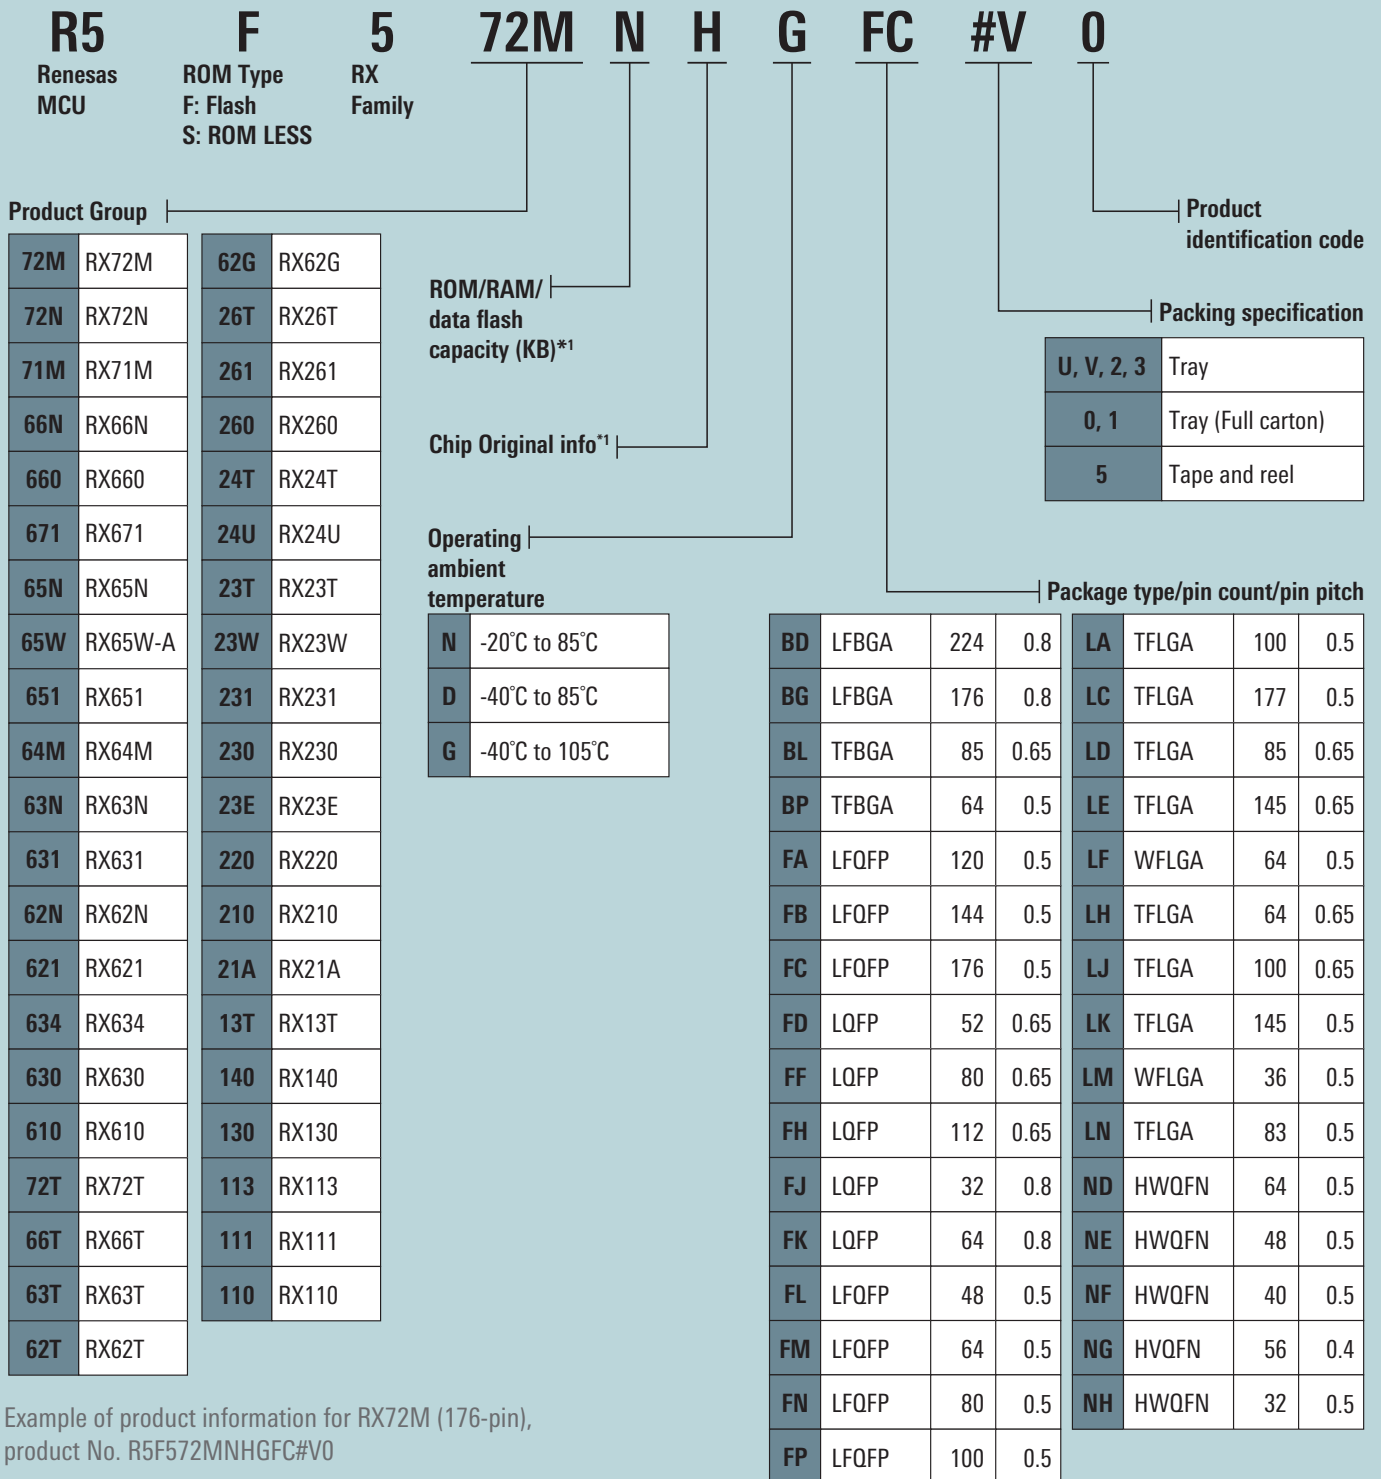 R5 F 5 72M N H G FC #V 0
Renesas MCU
ROM Type
F: Flash
S: ROM LESS
RX Family
Product Group
72M RX72M
72N RX72N
71M RX71M
66N RX66N
660 RX660
671 RX671
65N RX65N
65W RX65W-A
651 RX651
64M RX64M
63N RX63N
631 RX631
62N RX62N
621 RX621
634 RX634
630 RX630
610 RX610
72T RX72T
66T RX66T
63T RX63T
62T RX62T
62G RX62G
26T RX26T
261 RX261
260 RX260
24T RX24T
24U RX24U
23T RX23T
23W RX23W
231 RX231
230 RX230
23E RX23E
220 RX220
210 RX210
21A RX21A
13T RX13T
140 RX140
130 RX130
113 RX113
111 RX111
110 RX110
ROM/RAM/
data flash
capacity (KB)*1
Chip Original info*1
Operating
ambient
temperature
N -20°C to 85°C
D -40°C to 85°C
G -40°C to 105°C
Product
identification code
Packing specification
U, V, 2, 3 Tray
0, 1 Tray (Full carton)
5 Tape and reel
Package type/pin count/pin pitch
BD LFBGA 224 0.8
BG LFBGA 176 0.8
BL TFBGA 85 0.65
BP TFBGA 64 0.5
FA LFQFP 120 0.5
FB LFQFP 144 0.5
FC LFQFP 176 0.5
FD LQFP 52 0.65
FF LQFP 80 0.65
FH LQFP 112 0.65
FJ LQFP 32 0.8
FK LQFP 64 0.8
FL LFQFP 48 0.5
FM LFQFP 64 0.5
FN LFQFP 80 0.5
FP LFQFP 100 0.5
LA TFLGA 100 0.5
LC TFLGA 177 0.5
LD TFLGA 85 0.65
LE TFLGA 145 0.65
LF WFLGA 64 0.5
LH TFLGA 64 0.65
LJ TFLGA 100 0.65
LK TFLGA 145 0.5
LM WFLGA 36 0.5
LN TFLGA 83 0.5
ND HWQFN 64 0.5
NE HWQFN 48 0.5
NF HWQFN 40 0.5
NG HVQFN 56 0.4
NH HWQFN 32 0.5
Example of product information for RX72M (176-pin),
product No. R5F572MNHGFC#V0